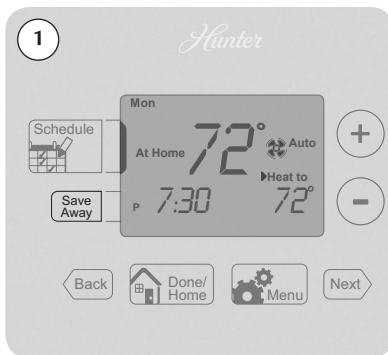 1
Hunter
Mon
Schedule
At Home 72° Auto
Heat to
Save
Away
P 7:30 72°
+
-
Back
Done/
Home
Menu
Next